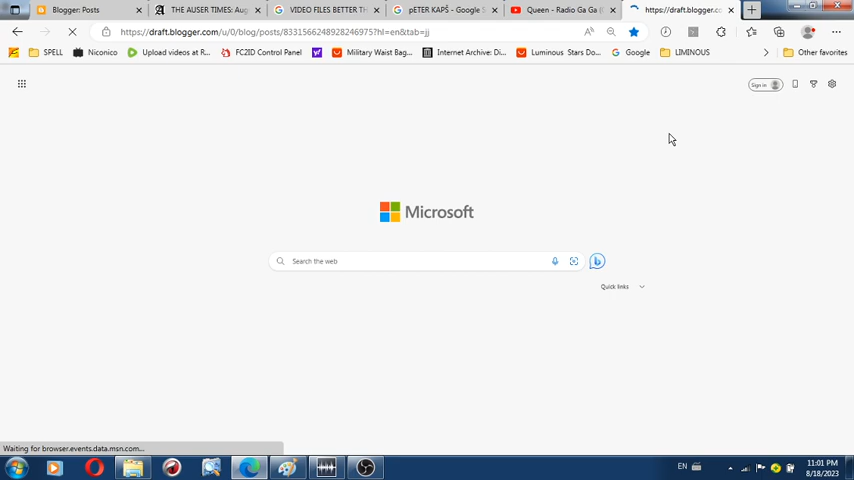 Blogger: Posts
THE AUSER TIMES: Aug
VIDEO FILES BETTER TH
pETER KAPŠ - Google S
Queen - Radio Ga Ga (
https://draft.blogger.co
https://draft.blogger.com/u/0/blog/posts/8331566248928246975?hl=en&tab=jj
SPELL
Niconico
Upload videos at R...
FC2ID Control Panel
Military Waist Bag...
Internet Archive: Di...
Luminous Stars Do...
Google
LIMINOUS
Other favorites
Sign in
Microsoft
Search the web
Quick links
Waiting for browser.events.data.msn.com...
EN
11:01 PM
8/18/2023